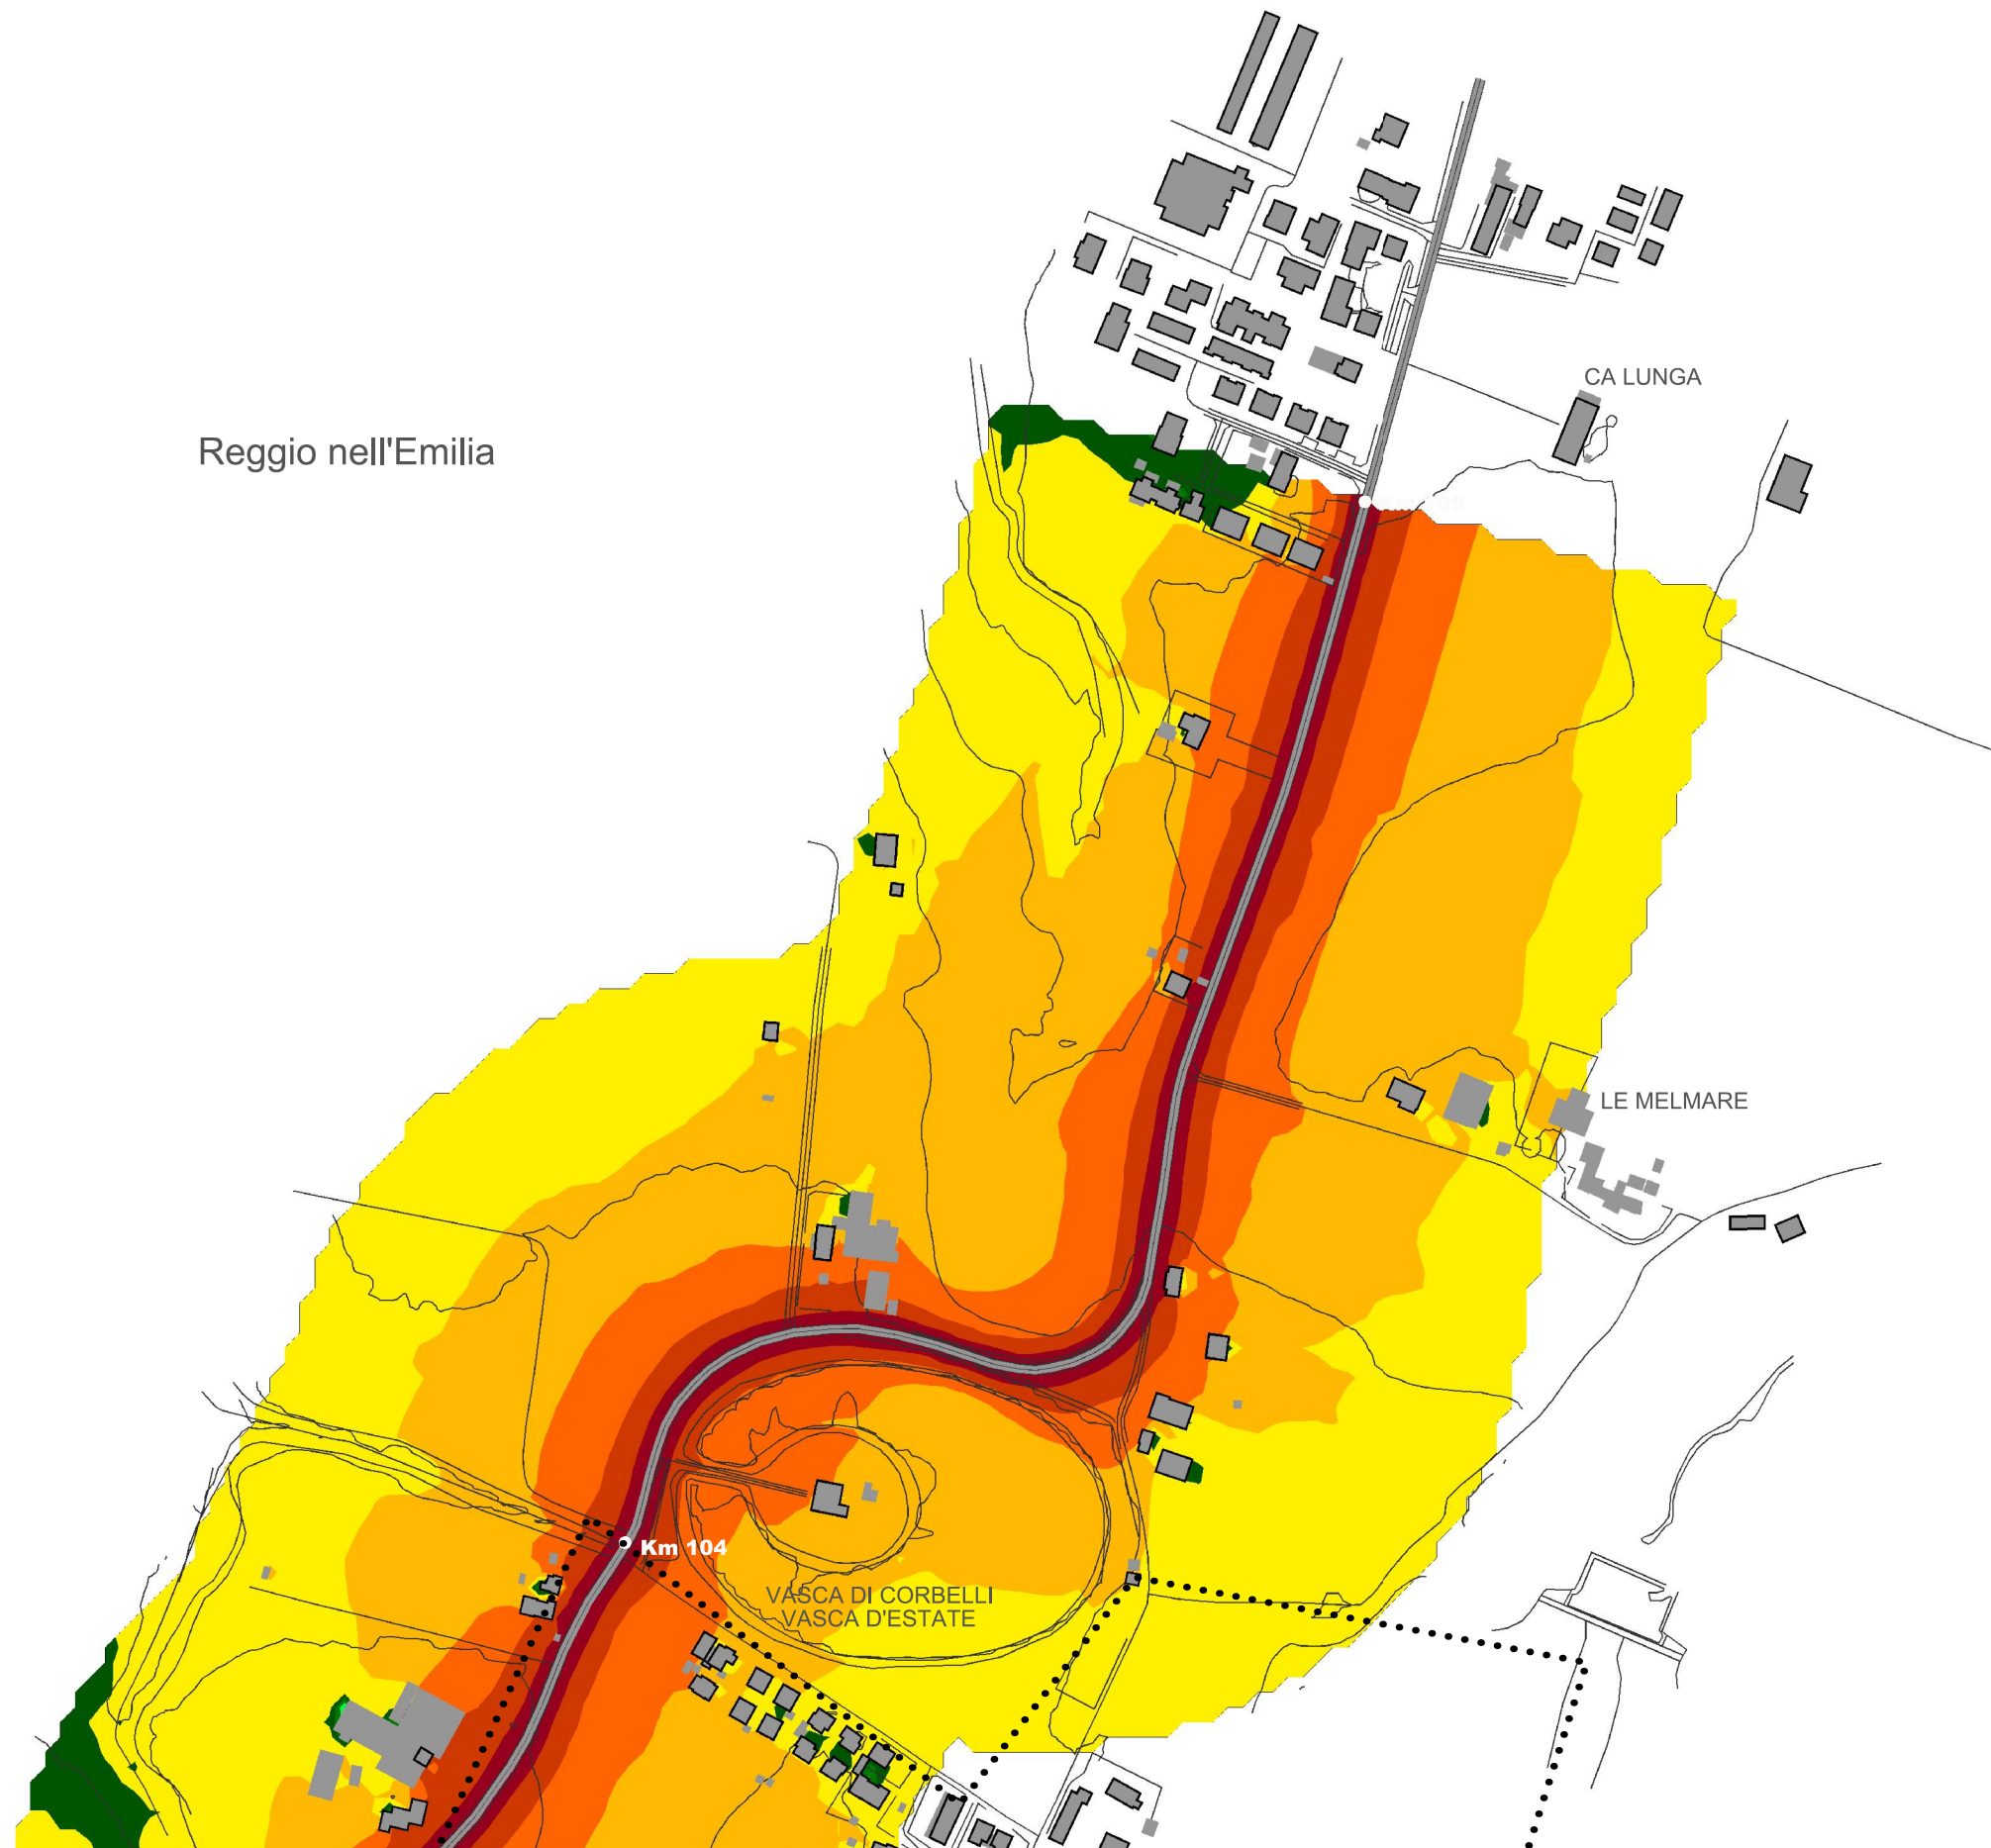 CA LUNGA
Reggio nell'Emilia
LE MELMARE
Km 104
VASCA DI CORBELLI
VASCA D'ESTATE